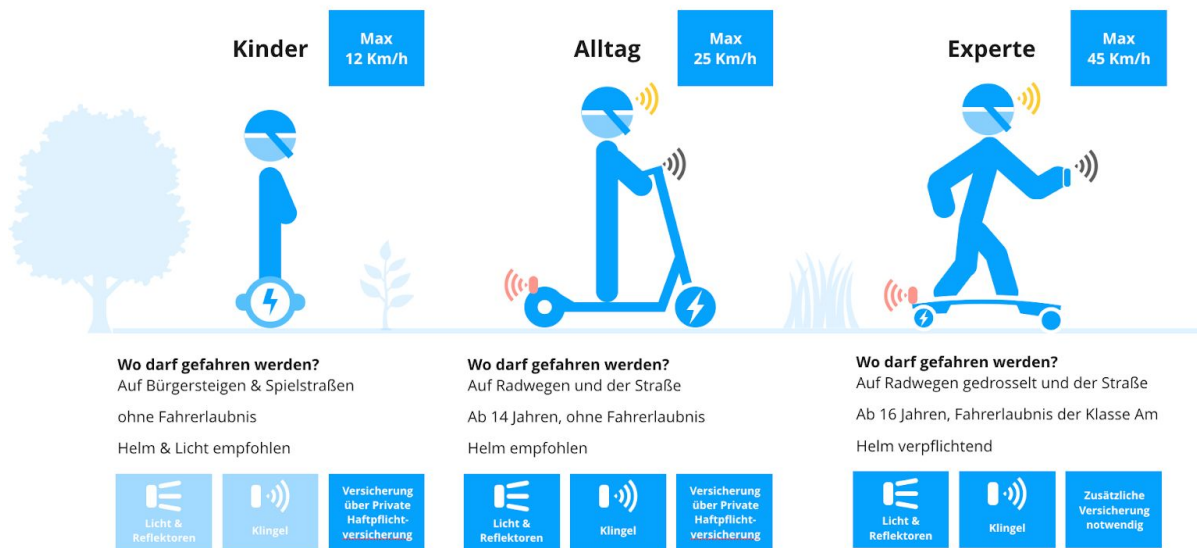 Kinder
Max
12 Km/h
Alltag
Max
25 Km/h
Experte
Max
45 Km/h
Wo darf gefahren werden?
Auf Bürgersteigen & Spielstraßen
ohne Fahrerlaubnis
Helm & Licht empfohlen
Licht &
Reflektoren
Klingel
Versicherung
über Private
Haftpflicht-
versicherung
Wo darf gefahren werden?
Auf Radwegen und der Straße
Ab 14 Jahren, ohne Fahrerlaubnis
Helm empfohlen
Licht &
Reflektoren
Klingel
Versicherung
über Private
Haftpflicht-
versicherung
Wo darf gefahren werden?
Auf Radwegen gedrosselt und der Straße
Ab 16 Jahren, Fahrerlaubnis der Klasse Am
Helm verpflichtend
Licht &
Reflektoren
Klingel
Zusätzliche
Versicherung
notwendig